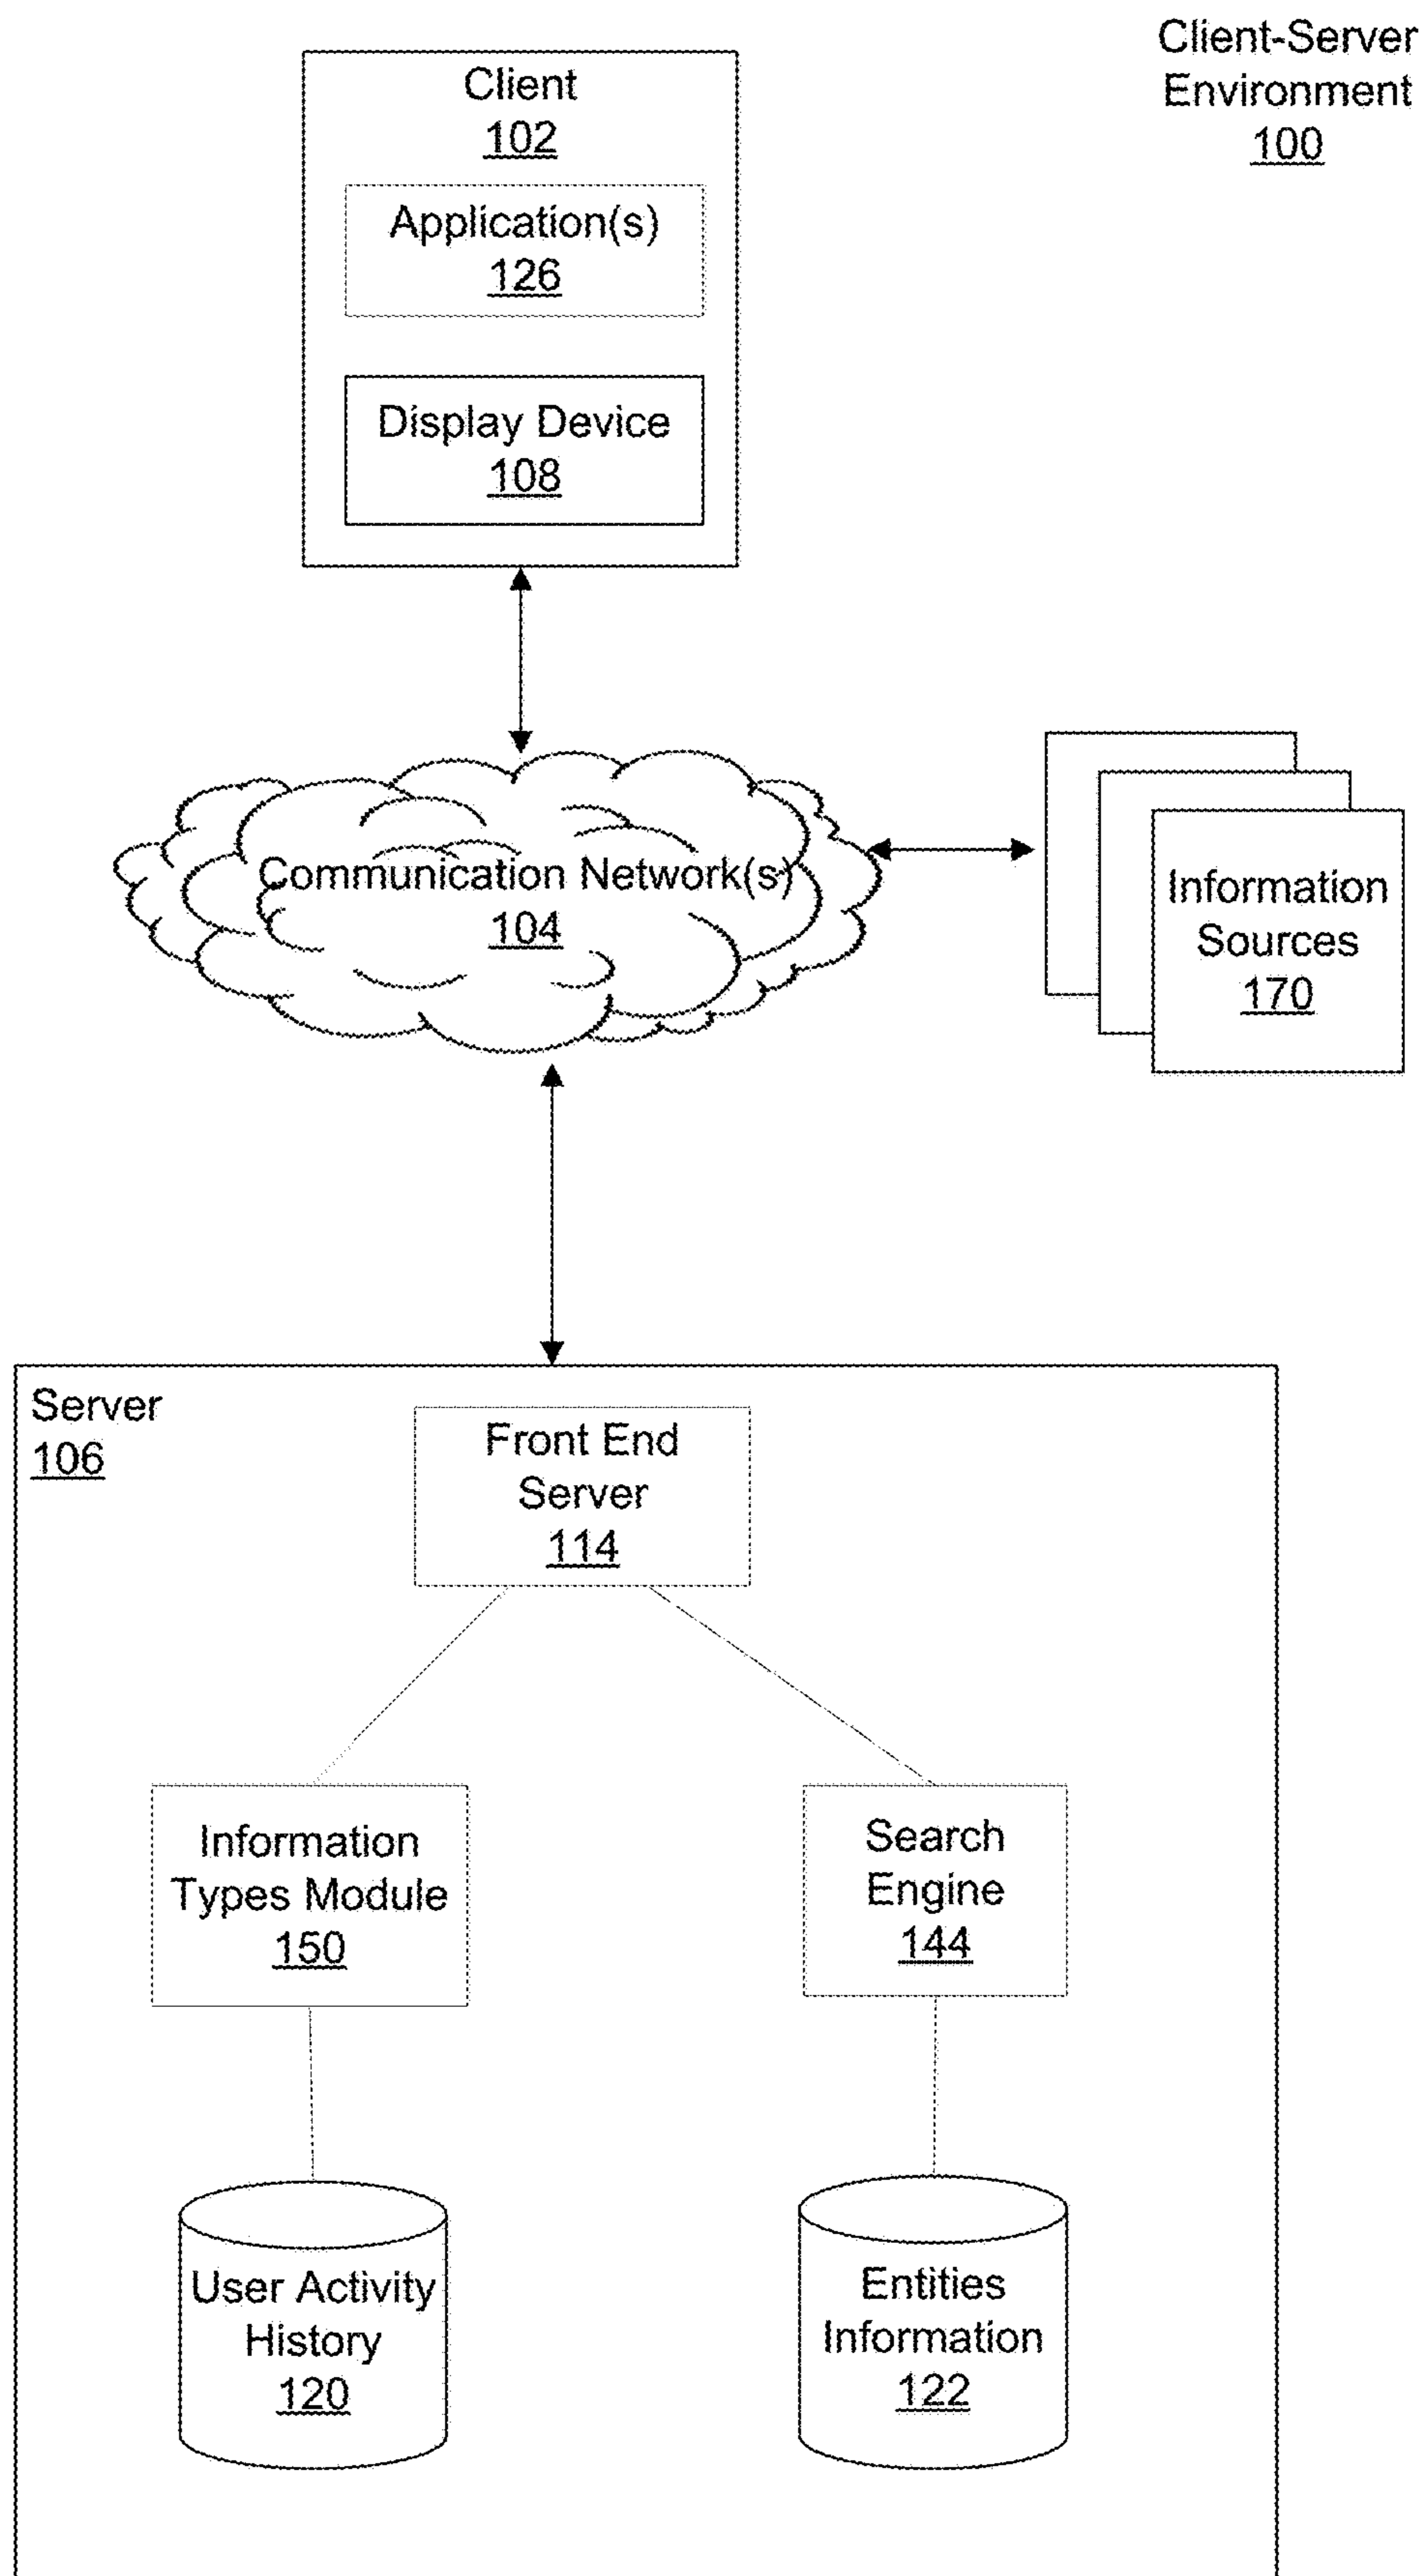 Client-Server
Environment
100
Client
102
Application(s)
126
Display Device
108
Communication Network(s)
104
Information
Sources
170
Server
106
Front End
Server
114
Information
Types Module
150
Search
Engine
144
User Activity
History
120
Entities
Information
122